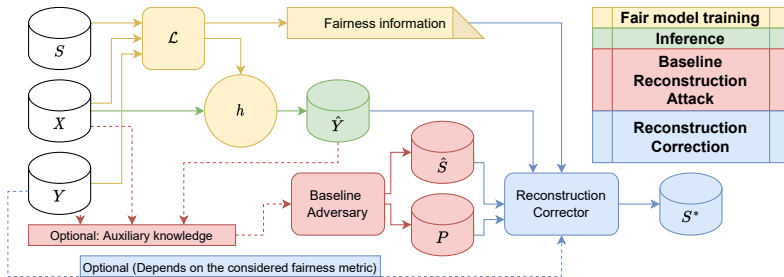 S
ℒ
Fairness information
Fair model training
Inference
Baseline
Reconstruction
Attack
Reconstruction
Correction
X
h
Ŷ
Y
Ŝ
Baseline
Adversary
P
Reconstruction
Corrector
S*
Optional: Auxiliary knowledge
Optional (Depends on the considered fairness metric)